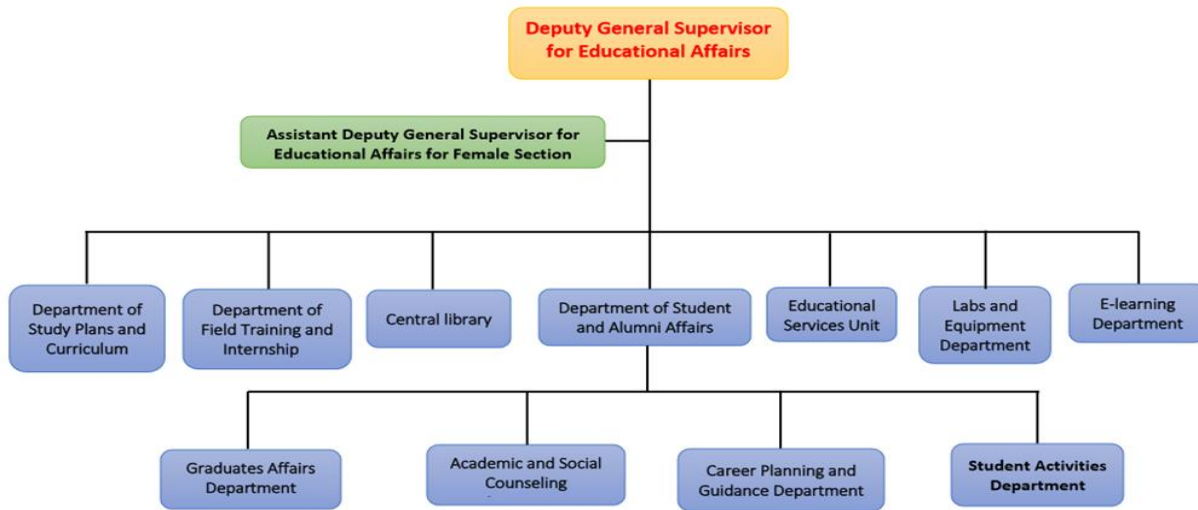 Deputy General Supervisor
for Educational Affairs
Assistant Deputy General Supervisor for
Educational Affairs for Female Section
Department of
Study Plans and
Curriculum
Department of
Field Training and
Internship
Central library
Department of Student
and Alumni Affairs
Educational
Services Unit
Labs and
Equipment
Department
E-learning
Department
Graduates Affairs
Department
Academic and Social
Counseling
Career Planning and
Guidance Department
Student Activities
Department